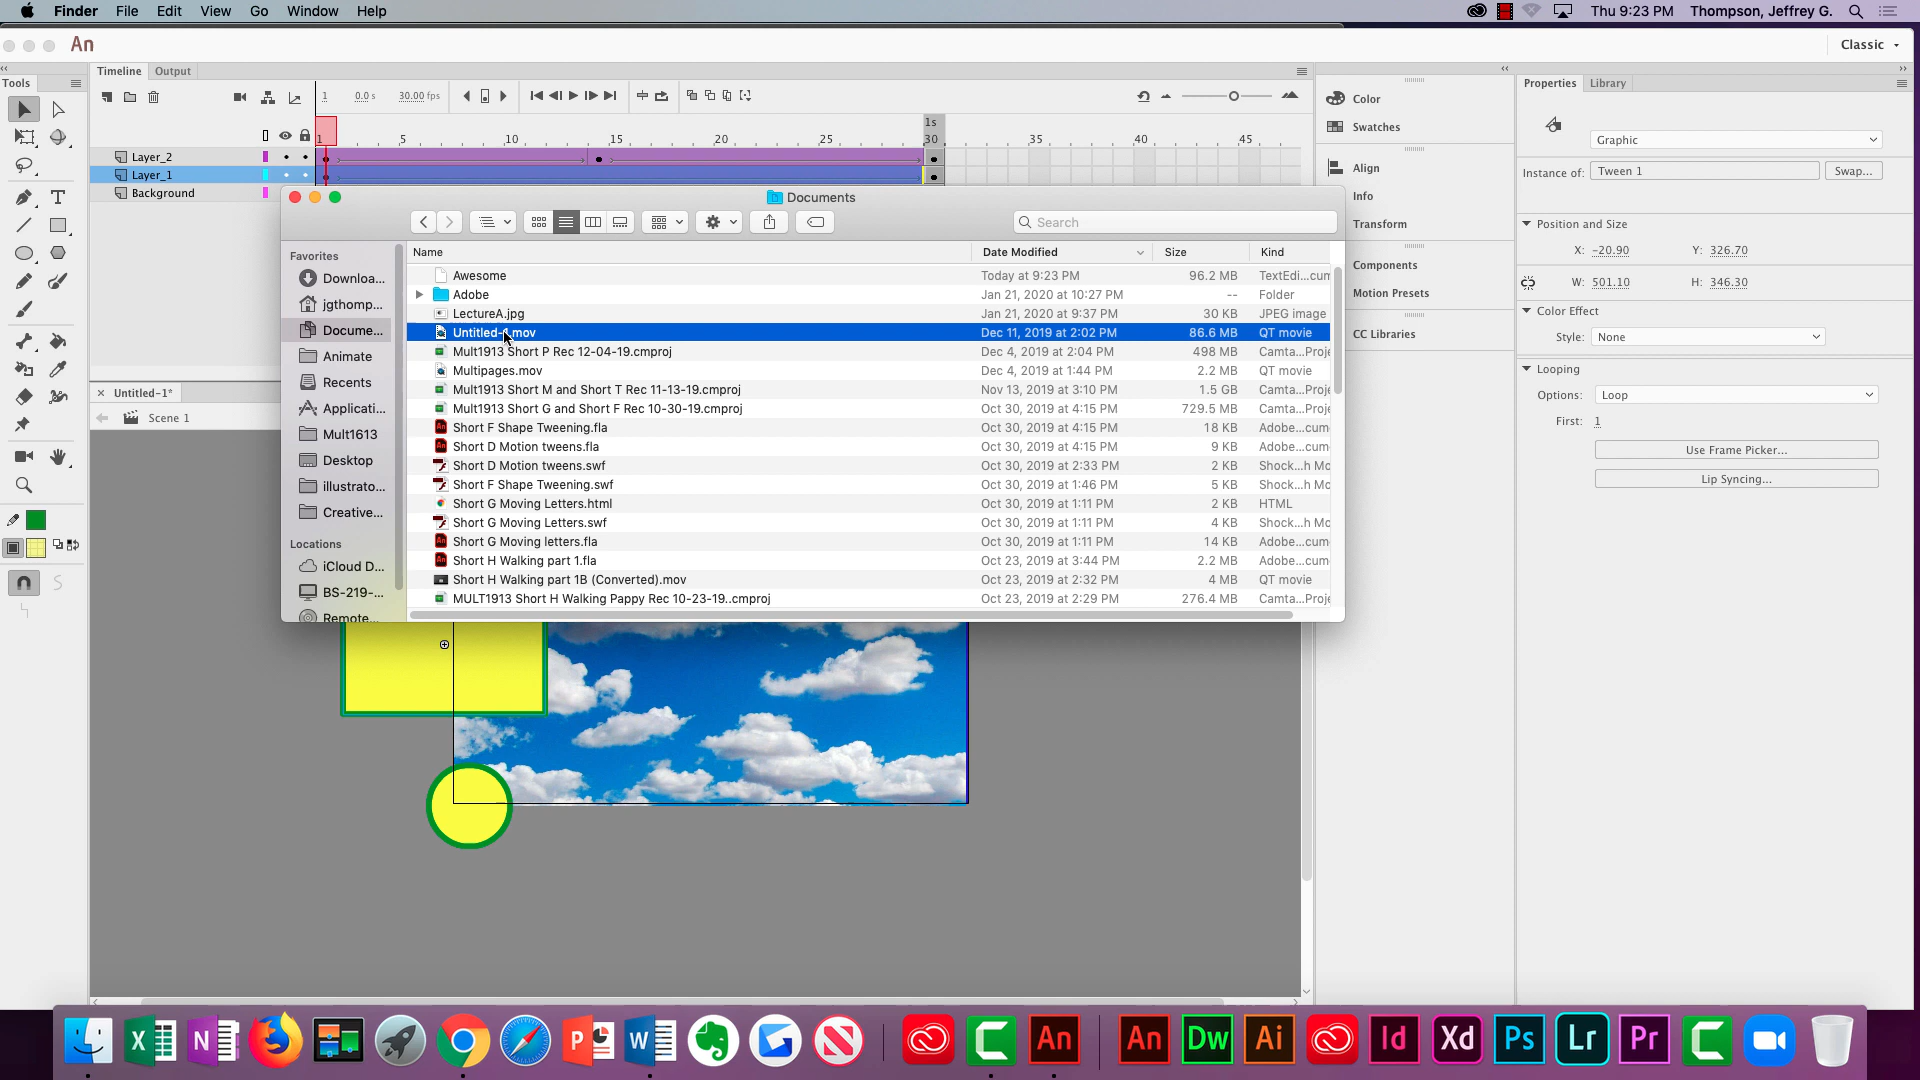 Finder File Edit View Go Window Help Thu 9:23 PM Thompson, Jeffrey G.
An Classic
Tools Timeline Output Properties Library
1 0.0 s 30.00 fps
Color
Swatches
Graphic
1s
1 5 10 15 20 25 30 35 40 45
Layer_2
Layer_1
Background
Align
Info
Transform
Components
Motion Presets
CC Libraries
Instance of: Tween 1 Swap...
Position and Size
X: -20.90 Y: 326.70
W: 501.10 H: 346.30
Color Effect
Style: None
Looping
Options: Loop
First: 1
Use Frame Picker...
Lip Syncing...
Untitled-1*
Scene 1
Documents
Search
Favorites
Downloa...
jgthomp...
Docume...
Animate
Recents
Applicati...
Mult1613
Desktop
illustrato...
Creative...
Locations
iCloud D...
BS-219-...
Remote...
Name Date Modified Size Kind
Awesome Today at 9:23 PM 96.2 MB TextEdi...cum
Adobe Jan 21, 2020 at 10:27 PM -- Folder
LectureA.jpg Jan 21, 2020 at 9:37 PM 30 KB JPEG image
Untitled- .mov Dec 11, 2019 at 2:02 PM 86.6 MB QT movie
Mult1913 Short P Rec 12-04-19.cmproj Dec 4, 2019 at 2:04 PM 498 MB Camta...Proje
Multipages.mov Dec 4, 2019 at 1:44 PM 2.2 MB QT movie
Mult1913 Short M and Short T Rec 11-13-19.cmproj Nov 13, 2019 at 3:10 PM 1.5 GB Camta...Proje
Mult1913 Short G and Short F Rec 10-30-19.cmproj Oct 30, 2019 at 4:15 PM 729.5 MB Camta...Proje
Short F Shape Tweening.fla Oct 30, 2019 at 4:15 PM 18 KB Adobe...cum
Short D Motion tweens.fla Oct 30, 2019 at 4:15 PM 9 KB Adobe...cum
Short D Motion tweens.swf Oct 30, 2019 at 2:33 PM 2 KB Shock...h Mo
Short F Shape Tweening.swf Oct 30, 2019 at 1:46 PM 5 KB Shock...h Mo
Short G Moving Letters.html Oct 30, 2019 at 1:11 PM 2 KB HTML
Short G Moving Letters.swf Oct 30, 2019 at 1:11 PM 4 KB Shock...h Mo
Short G Moving letters.fla Oct 30, 2019 at 1:11 PM 14 KB Adobe...cum
Short H Walking part 1.fla Oct 23, 2019 at 3:44 PM 2.2 MB Adobe...cum
Short H Walking part 1B (Converted).mov Oct 23, 2019 at 2:32 PM 4 MB QT movie
MULT1913 Short H Walking Pappy Rec 10-23-19..cmproj Oct 23, 2019 at 2:29 PM 276.4 MB Camta...Proje
X N P W C An An Dw Ai Id Xd Ps Lr Pr C